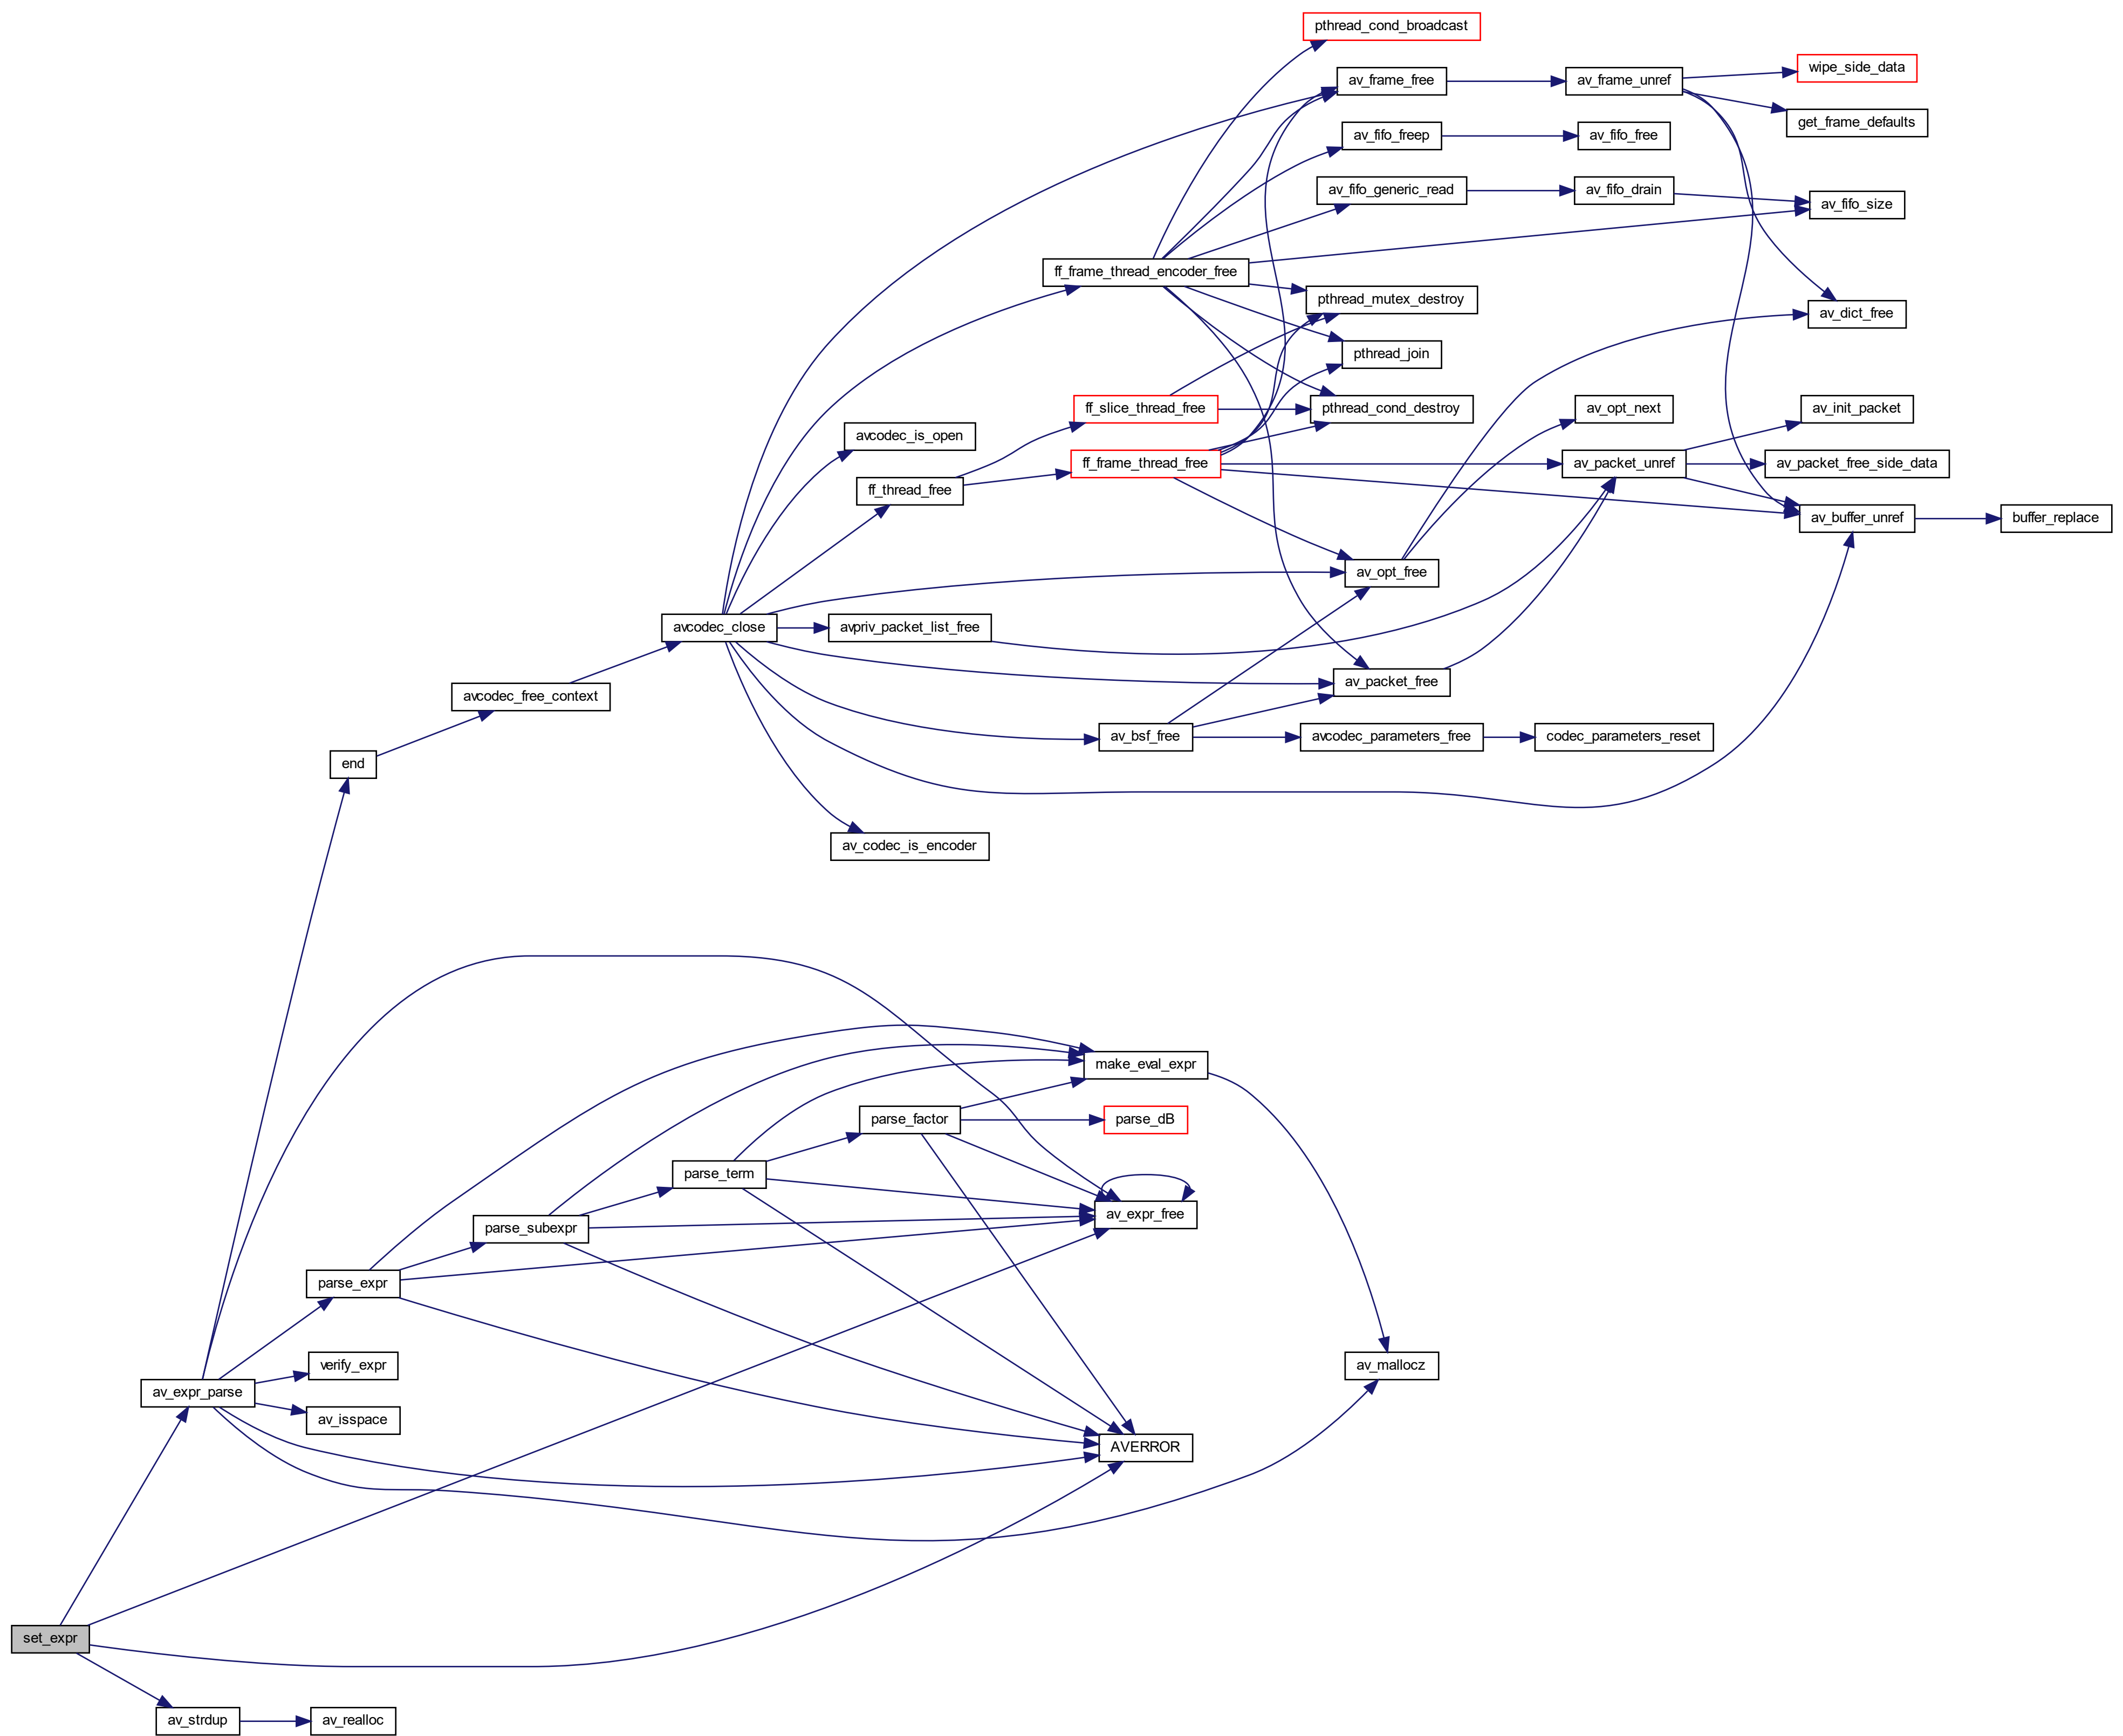 pthread_cond_broadcast
wipe_side_data
av_frame_free
av_frame_unref
get_frame_defaults
av_fifo_freep
av_fifo_free
av_fifo_generic_read
av_fifo_drain
av_fifo_size
ff_frame_thread_encoder_free
pthread_mutex_destroy
av_dict_free
pthread_join
ff_slice_thread_free
pthread_cond_destroy
av_opt_next
av_init_packet
avcodec_is_open
ff_frame_thread_free
av_packet_unref
av_packet_free_side_data
ff_thread_free
av_buffer_unref
buffer_replace
av_opt_free
avcodec_close
avpriv_packet_list_free
av_packet_free
avcodec_free_context
av_bsf_free
avcodec_parameters_free
codec_parameters_reset
end
av_codec_is_encoder
make_eval_expr
parse_factor
parse_dB
parse_term
av_expr_free
parse_subexpr
parse_expr
verify_expr
av_mallocz
av_expr_parse
av_isspace
AVERROR
set_expr
av_strdup
av_realloc